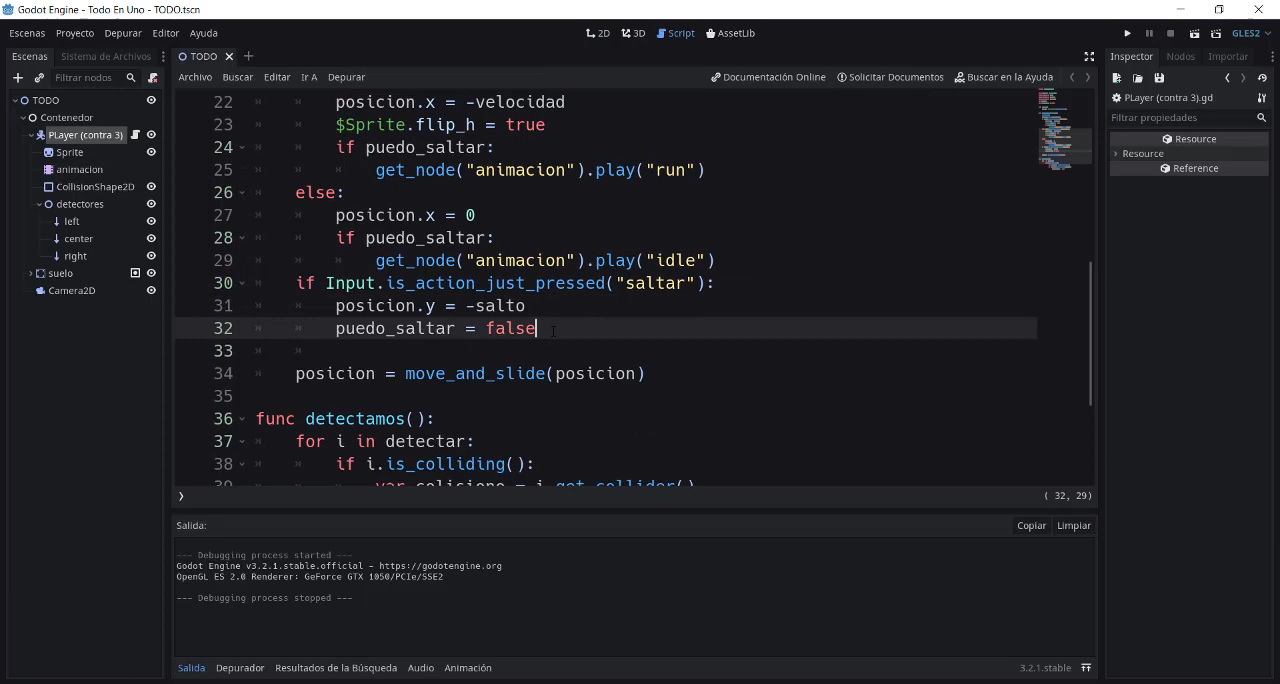 Godot Engine - Todo En Uno - TODO.tscn
Escenas Proyecto Depurar Editor Ayuda
2D 3D Script AssetLib
GLES2
Escenas Sistema de Archivos
TODO
Inspector Nodos Importar
Filtrar nodos
Archivo Buscar Editar Ir A Depurar
Documentación Online Solicitar Documentos Buscar en la Ayuda
TODO
Contenedor
PLayer (contra 3)
Sprite
animacion
CollisionShape2D
detectores
left
center
right
suelo
Camera2D
22 posicion.x = -velocidad
23 $Sprite.flip_h = true
24 if puedo_saltar:
25 get_node("animacion").play("run")
26 else:
27 posicion.x = 0
28 if puedo_saltar:
29 get_node("animacion").play("idle")
30 if Input.is_action_just_pressed("saltar"):
31 posicion.y = -salto
32 puedo_saltar = false
33
34 posicion = move_and_slide(posicion)
35
36 func detectamos():
37 for i in detectar:
38 if i.is_colliding():
39 var colisiono = i.get_collider()
( 32, 29)
PLayer (contra 3).gd
Filtrar propiedades
Resource
Resource
Reference
Salida:
Copiar Limpiar
--- Debugging process started ---
Godot Engine v3.2.1.stable.official - https://godotengine.org
OpenGL ES 2.0 Renderer: GeForce GTX 1050/PCIe/SSE2
--- Debugging process stopped ---
Salida Depurador Resultados de la Búsqueda Audio Animación
3.2.1.stable